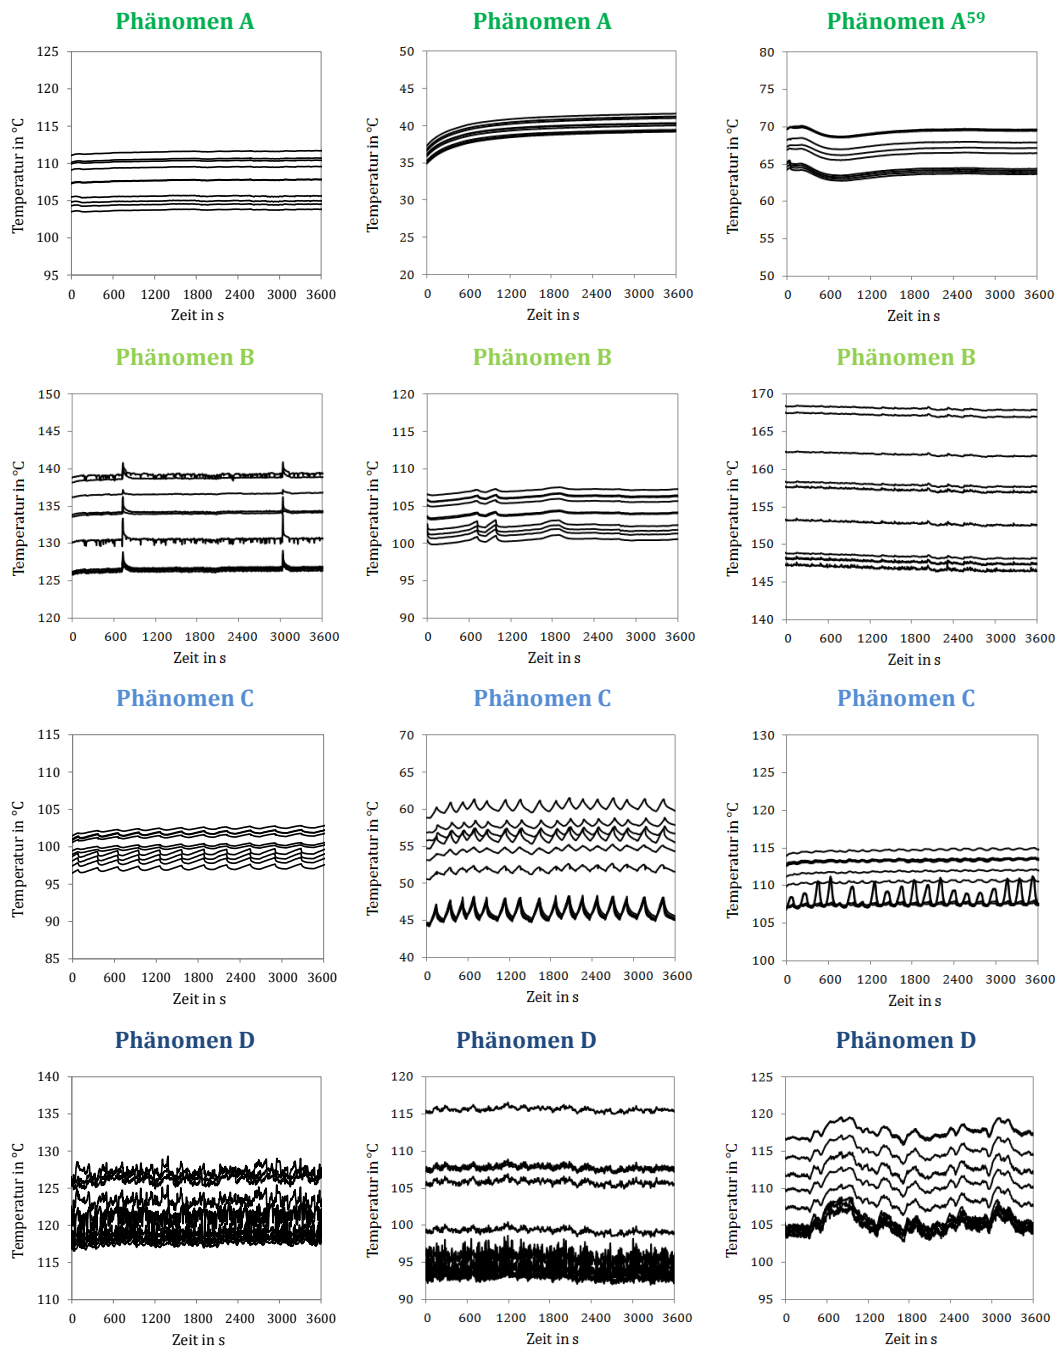 Phänomen A Phänomen A Phänomen A⁵⁹
125 50 80
120 45 75
115 40 70
110 35 65
105 30 60
100 25 55
95 20 50
Temperatur in °C Temperatur in °C Temperatur in °C
0 600 1200 1800 2400 3000 3600 0 600 1200 1800 2400 3000 3600 0 600 1200 1800 2400 3000 3600
Zeit in s Zeit in s Zeit in s
Phänomen B Phänomen B Phänomen B
150 120 170
145 115 165
140 110 160
135 105 155
130 100 150
125 95 145
120 90 140
Temperatur in °C Temperatur in °C Temperatur in °C
0 600 1200 1800 2400 3000 3600 0 600 1200 1800 2400 3000 3600 0 600 1200 1800 2400 3000 3600
Zeit in s Zeit in s Zeit in s
Phänomen C Phänomen C Phänomen C
115 70 130
110 65 125
105 60 120
100 55 115
95 50 110
90 45 105
85 40 100
Temperatur in °C Temperatur in °C Temperatur in °C
0 600 1200 1800 2400 3000 3600 0 600 1200 1800 2400 3000 3600 0 600 1200 1800 2400 3000 3600
Zeit in s Zeit in s Zeit in s
Phänomen D Phänomen D Phänomen D
140 120 125
135 115 120
130 110 115
125 105 110
120 100 105
115 95 100
110 90 95
Temperatur in °C Temperatur in °C Temperatur in °C
0 600 1200 1800 2400 3000 3600 0 600 1200 1800 2400 3000 3600 0 600 1200 1800 2400 3000 3600
Zeit in s Zeit in s Zeit in s